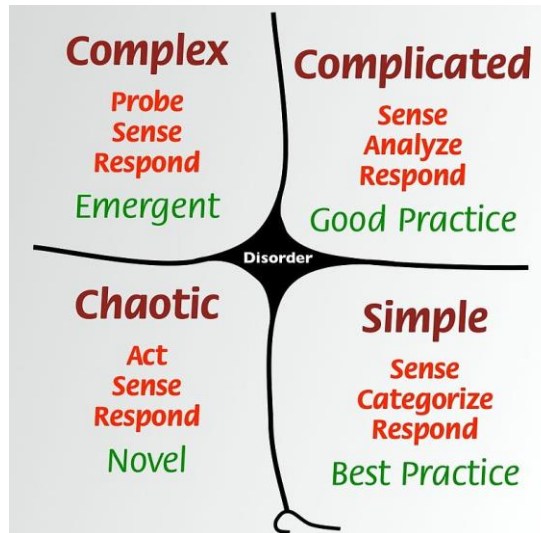 Complex
Probe
Sense
Respond
Emergent
Complicated
Sense
Analyze
Respond
Good Practice
Disorder
Chaotic
Act
Sense
Respond
Novel
Simple
Sense
Categorize
Respond
Best Practice